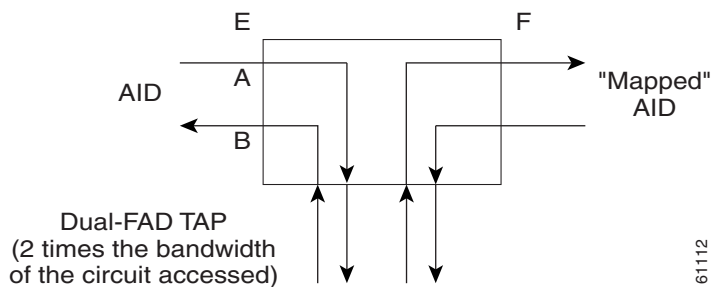 E
F
A
AID
"Mapped"
AID
B
Dual-FAD TAP
(2 times the bandwidth
of the circuit accessed)
61112